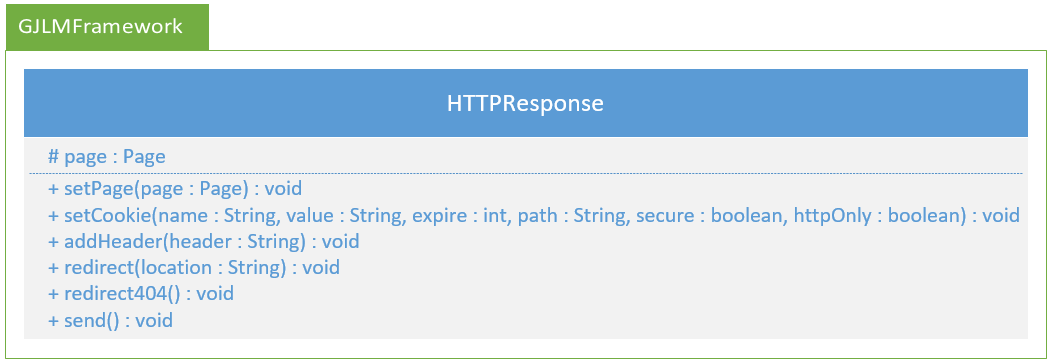 GJLMFramework
HTTPResponse
# page : Page
+ setPage(page : Page) : void
+ setCookie(name : String, value : String, expire : int, path : String, secure : boolean, httpOnly : boolean) : void
+ addHeader(header : String) : void
+ redirect(location : String) : void
+ redirect404() : void
+ send() : void